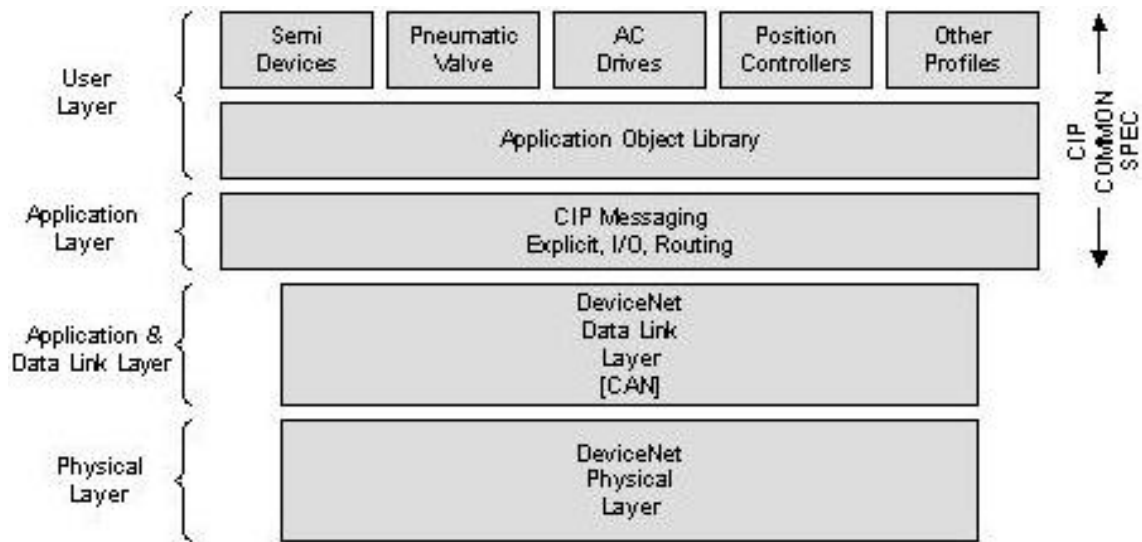 Semi
Devices
Pneumatic
Valve
AC
Drives
Position
Controllers
Other
Profiles
User
Layer
Application Object Library
CIP
COMMON
SPEC
Application
Layer
CIP Messaging
Explicit, I/O, Routing
Application &
Data Link Layer
DeviceNet
Data Link
Layer
[CAN]
Physical
Layer
DeviceNet
Physical
Layer